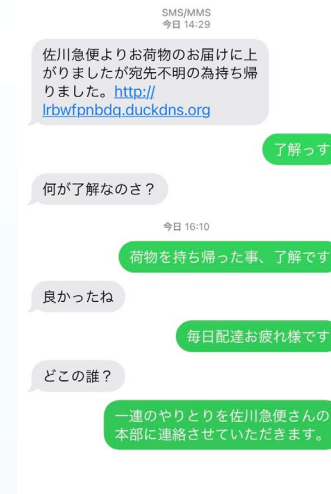 SMS/MMS
今日 14:29
佐川急便よりお荷物のお届けに上
がりましたが宛先不明の為持ち帰
りました。http://
lrbwfpnbdq.duckdns.org
了解っす
何が了解なのさ？
今日 16:10
荷物を持ち帰った事、了解です
良かったね
毎日配達お疲れ様です
どこの誰？
一連のやりとりを佐川急便さんの
本部に連絡させていただきます。